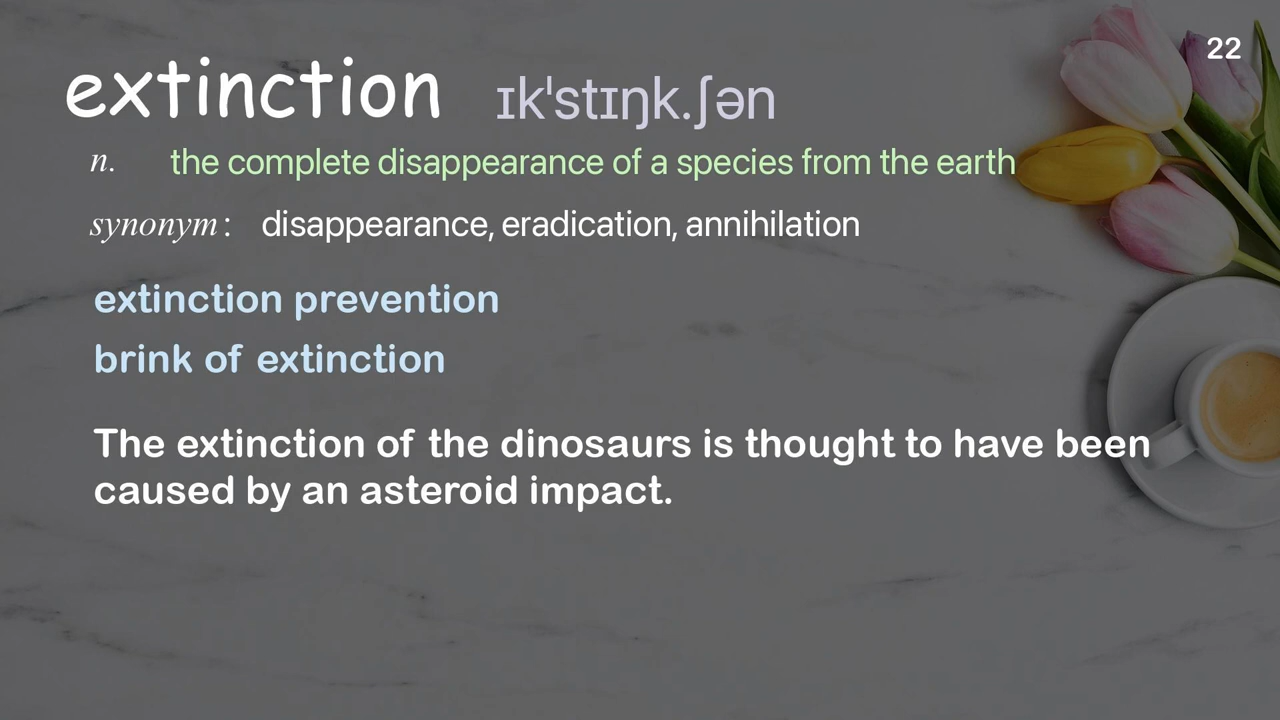 22
extinction ɪkˈstɪŋk.ʃən
n. the complete disappearance of a species from the earth
synonym: disappearance, eradication, annihilation
extinction prevention
brink of extinction
The extinction of the dinosaurs is thought to have been
caused by an asteroid impact.